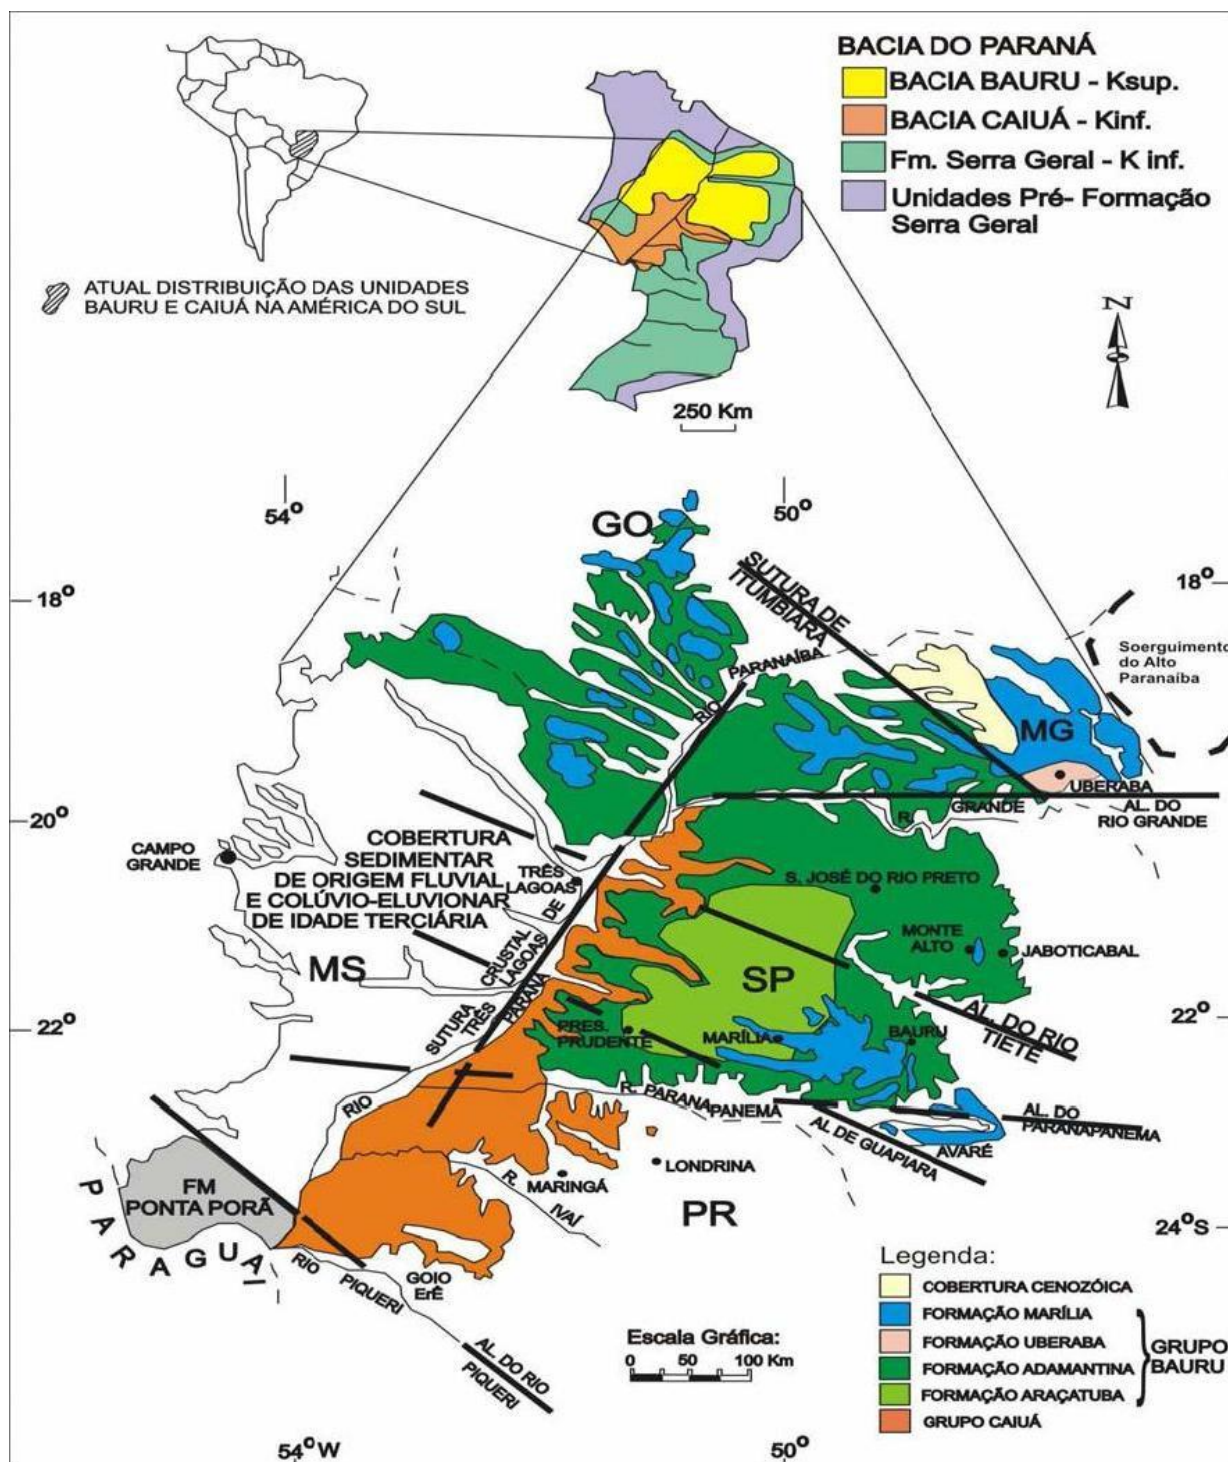 BACIA DO PARANÁ
BACIA BAURU - Ksup.
BACIA CAIUÁ - Kinf.
Fm. Serra Geral - K inf.
Unidades Pré- Formação
Serra Geral
ATUAL DISTRIBUIÇÃO DAS UNIDADES
BAURU E CAIUÁ NA AMÉRICA DO SUL
N
250 Km
54º
50º
GO
18º
18º
SUTURA DE
ITUMBIARA
Soerguimento
do Alto
Paranaíba
RIO
PARANAÍBA
MG
UBERABA
R.
GRANDE
AL. DO
RIO GRANDE
20º
20º
CAMPO
GRANDE
COBERTURA
SEDIMENTAR
DE ORIGEM FLUVIAL
E COLÚVIO-ELUVIONAR
DE IDADE TERCIÁRIA
TRÊS
LAGOAS
S. JOSÉ DO RIO PRETO
MONTE
ALTO
JABOTICABAL
MS
SUTURA CRUSTAL DE
TRÊS LAGOAS
PARANÁ
RIO
SP
22º
22º
PRES.
PRUDENTE
MARÍLIA
BAURU
AL. DO RIO
TIETE
R. PARANA
PANEMA
AL. DO
PARANAPANEMA
AL DE GUAPIARA
AVARÉ
LONDRINA
MARINGÁ
R.
IVAÍ
PR
FM
PONTA PORÃ
PARAGUAI
RIO
PIQUERI
GOIO
ErÊ
AL. DO RIO
PIQUERI
24ºS
Escala Gráfica:
0 50 100 Km
Legenda:
COBERTURA CENOZÓICA
FORMAÇÃO MARÍLIA
FORMAÇÃO UBERABA
FORMAÇÃO ADAMANTINA
FORMAÇÃO ARAÇATUBA
GRUPO CAIUÁ
GRUPO
BAURU
54ºW
50º